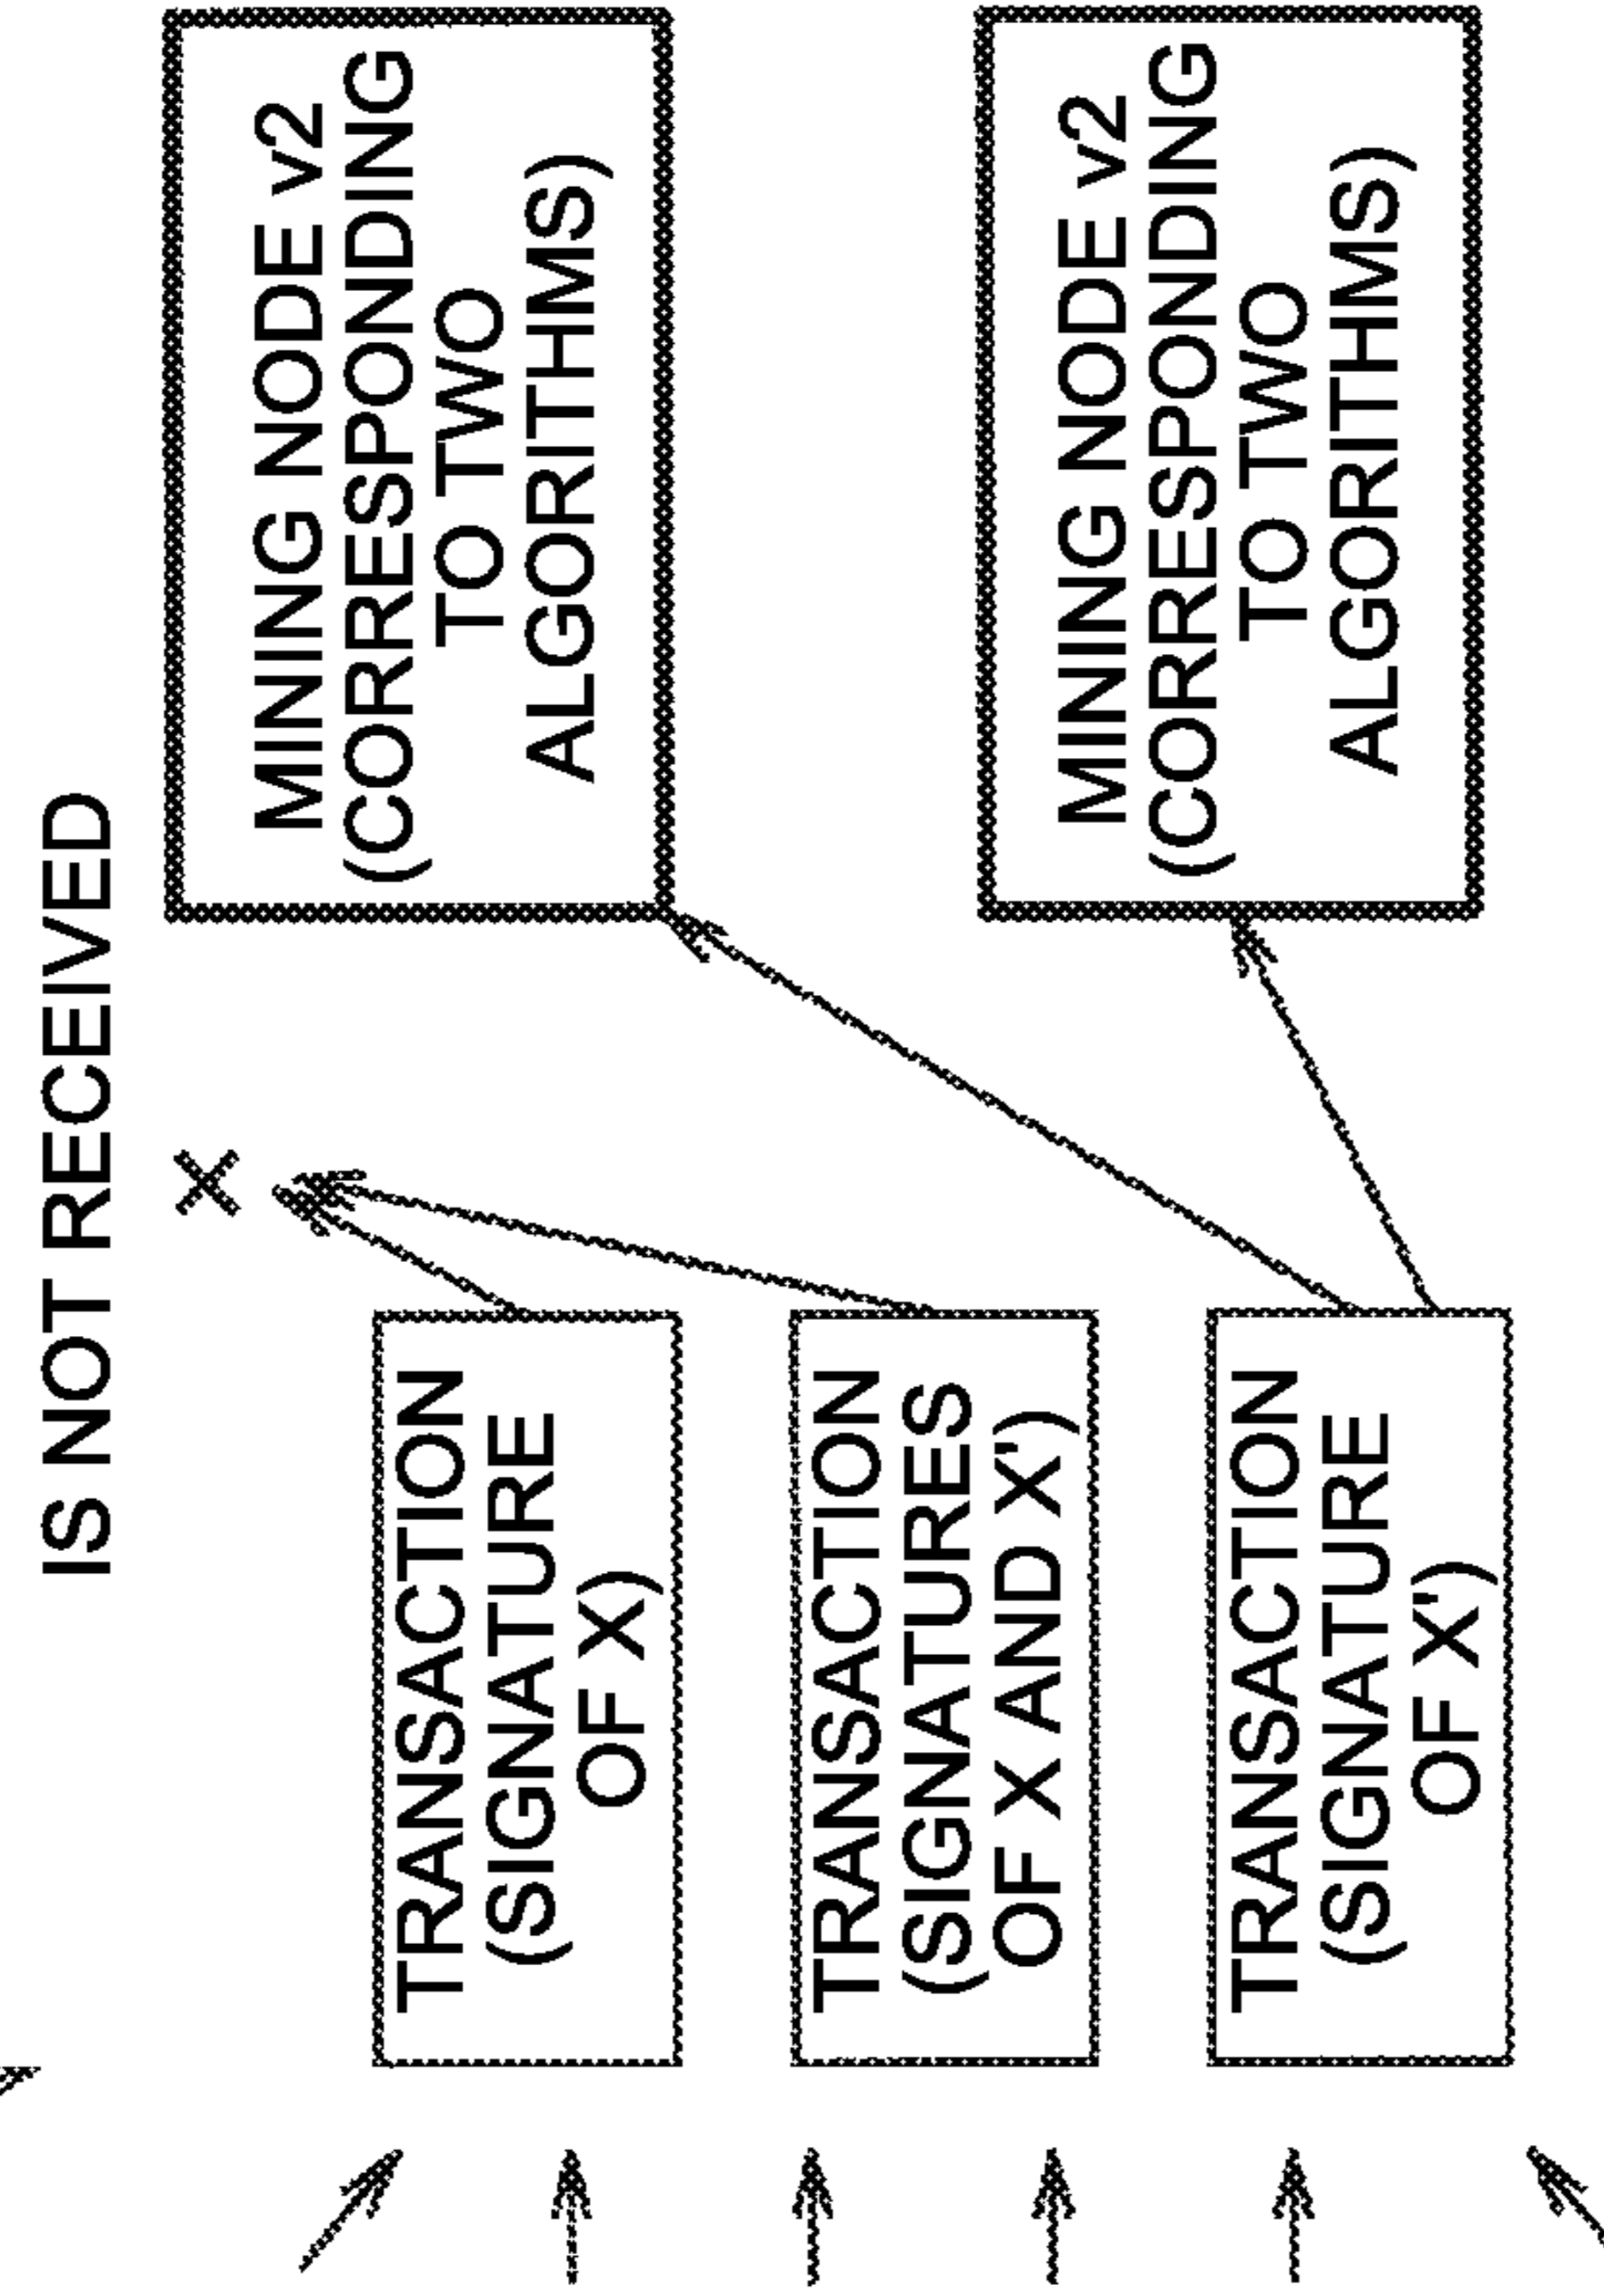 IS NOT RECEIVED
×
MINING NODE v2
(CORRESPONDING
TO TWO
ALGORITHMS)
MINING NODE v2
(CORRESPONDING
TO TWO
ALGORITHMS)
TRANSACTION
(SIGNATURE
OF X)
TRANSACTION
(SIGNATURES
OF X AND X')
TRANSACTION
(SIGNATURE
OF X')